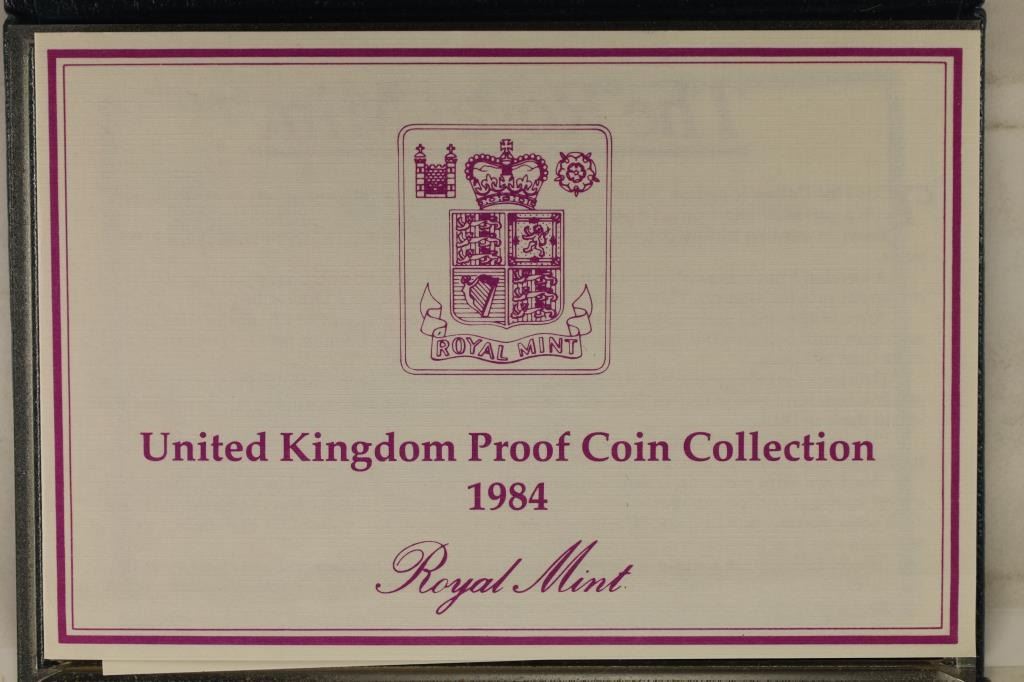 ROYAL MINT
United Kingdom Proof Coin Collection
1984
Royal Mint